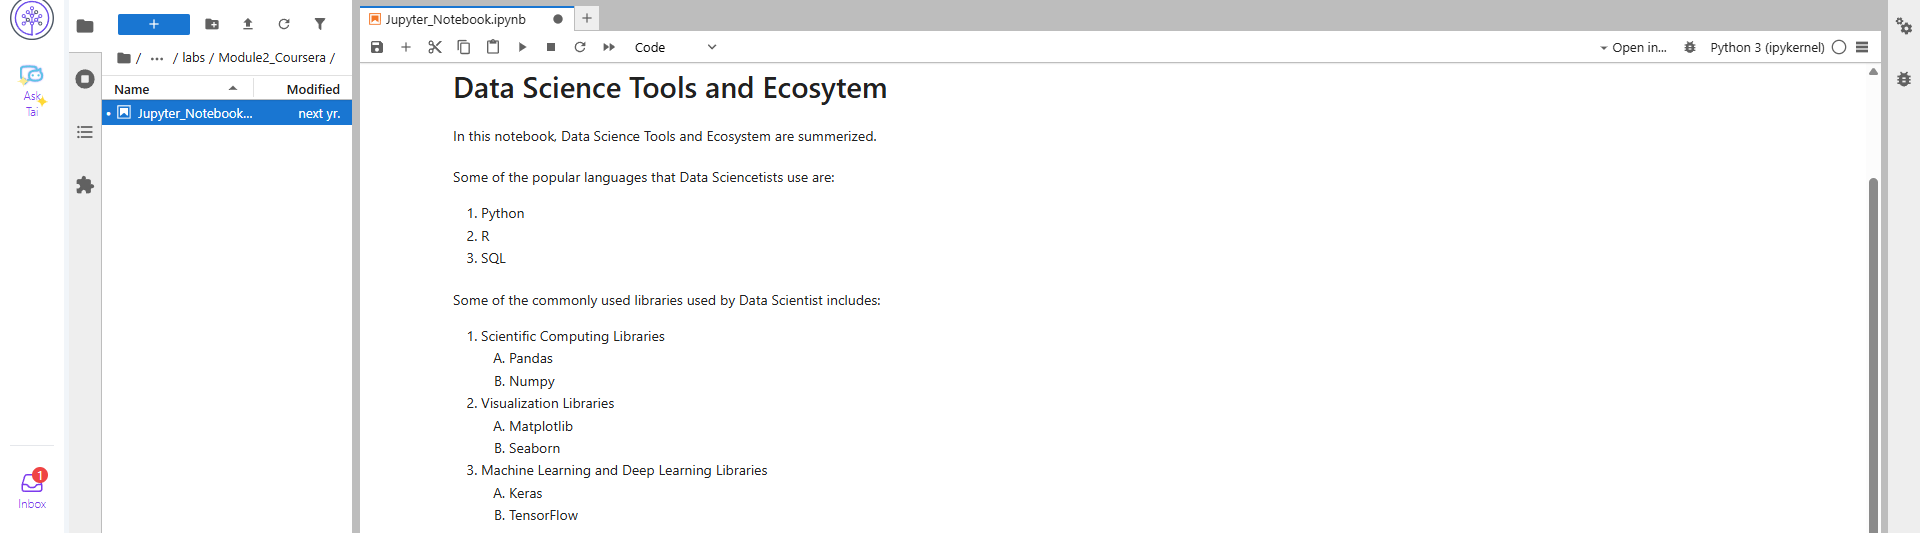 Jupyter_Notebook.ipynb
/ ... / labs / Module2_Coursera /
Code
Open in...
Python 3 (ipykernel)
Ask
Tai
Name
Modified
Jupyter_Notebook...
next yr.
Data Science Tools and Ecosytem
In this notebook, Data Science Tools and Ecosystem are summerized.
Some of the popular languages that Data Sciencetists use are:
1. Python
2. R
3. SQL
Some of the commonly used libraries used by Data Scientist includes:
1. Scientific Computing Libraries
A. Pandas
B. Numpy
2. Visualization Libraries
A. Matplotlib
B. Seaborn
3. Machine Learning and Deep Learning Libraries
A. Keras
B. TensorFlow
1
Inbox